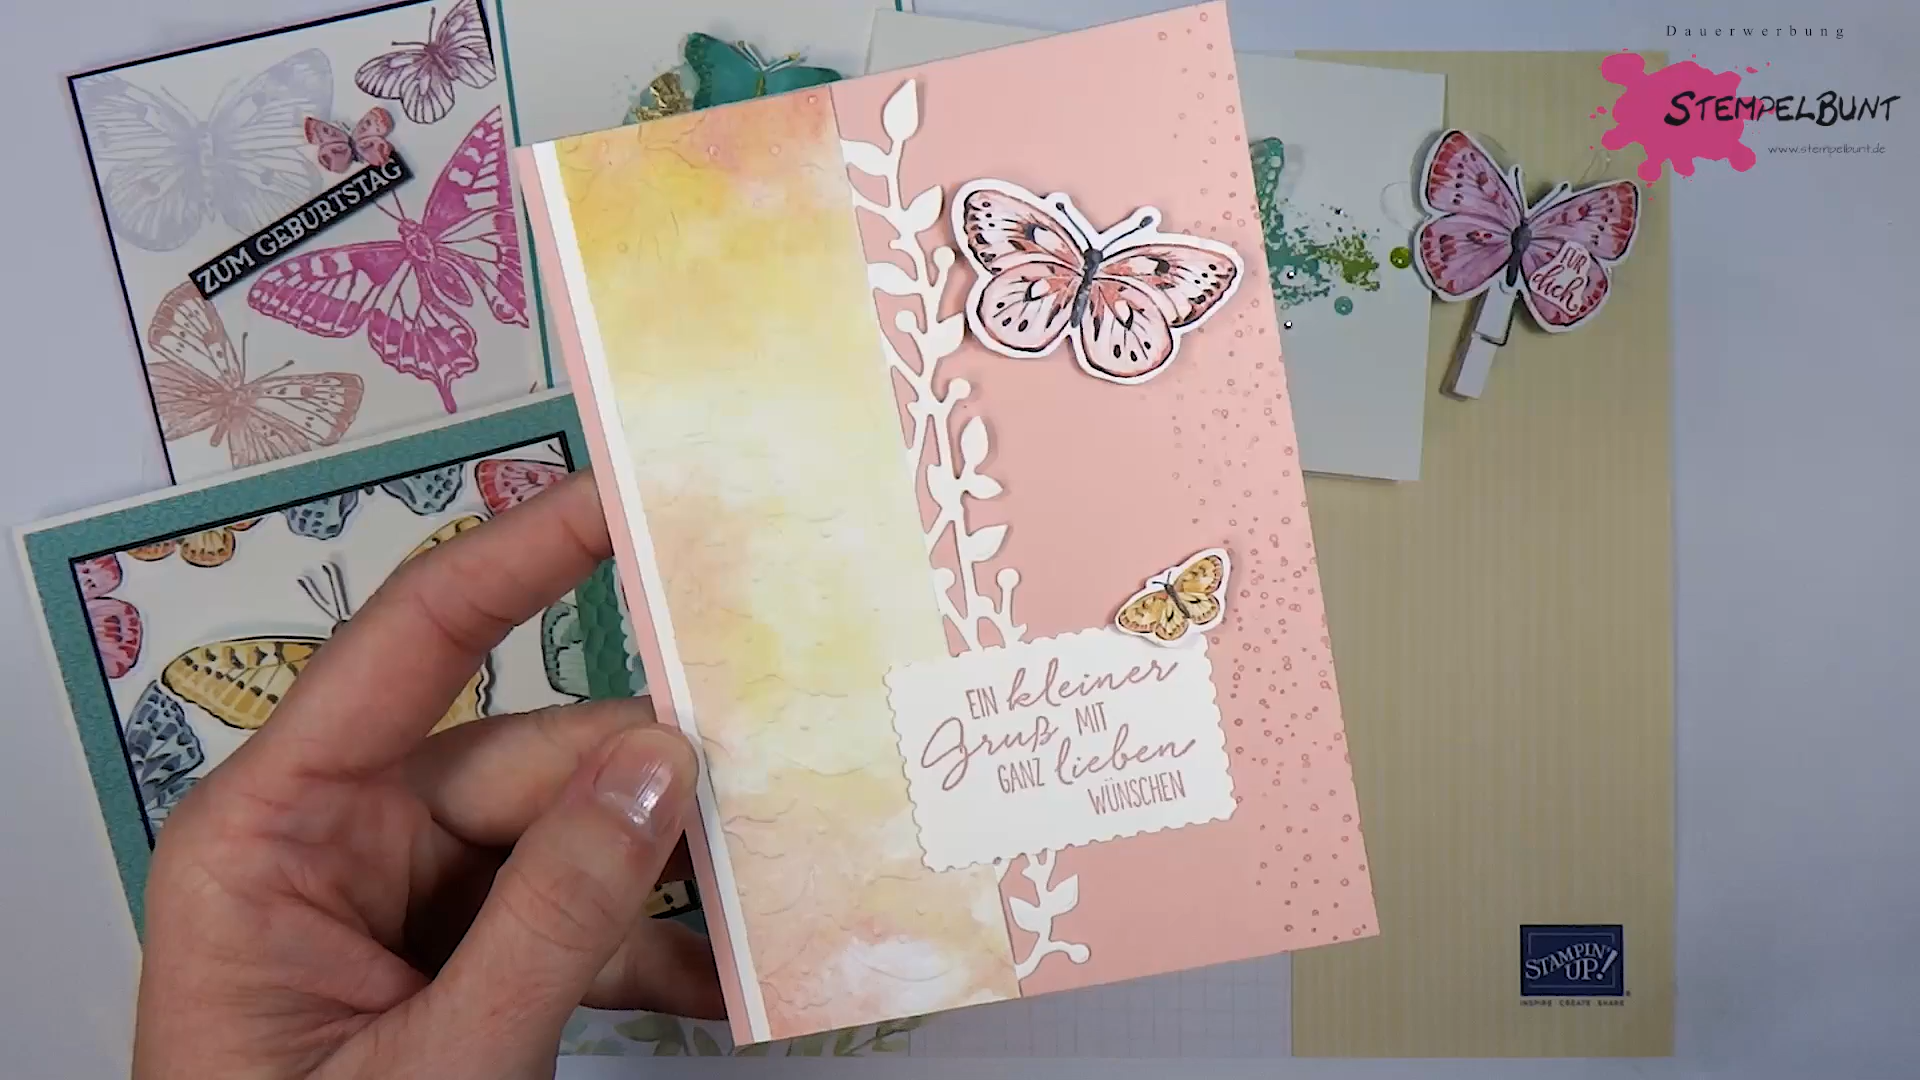 Dauerwerbung
STEMPELBUNT
www.stempelbunt.de
ZUM GEBURTSTAG
FÜR
dich
EIN kleiner
Gruß MIT
GANZ lieben
WÜNSCHEN
STAMPIN'
UP!
INSPIRE · CREATE · SHARE